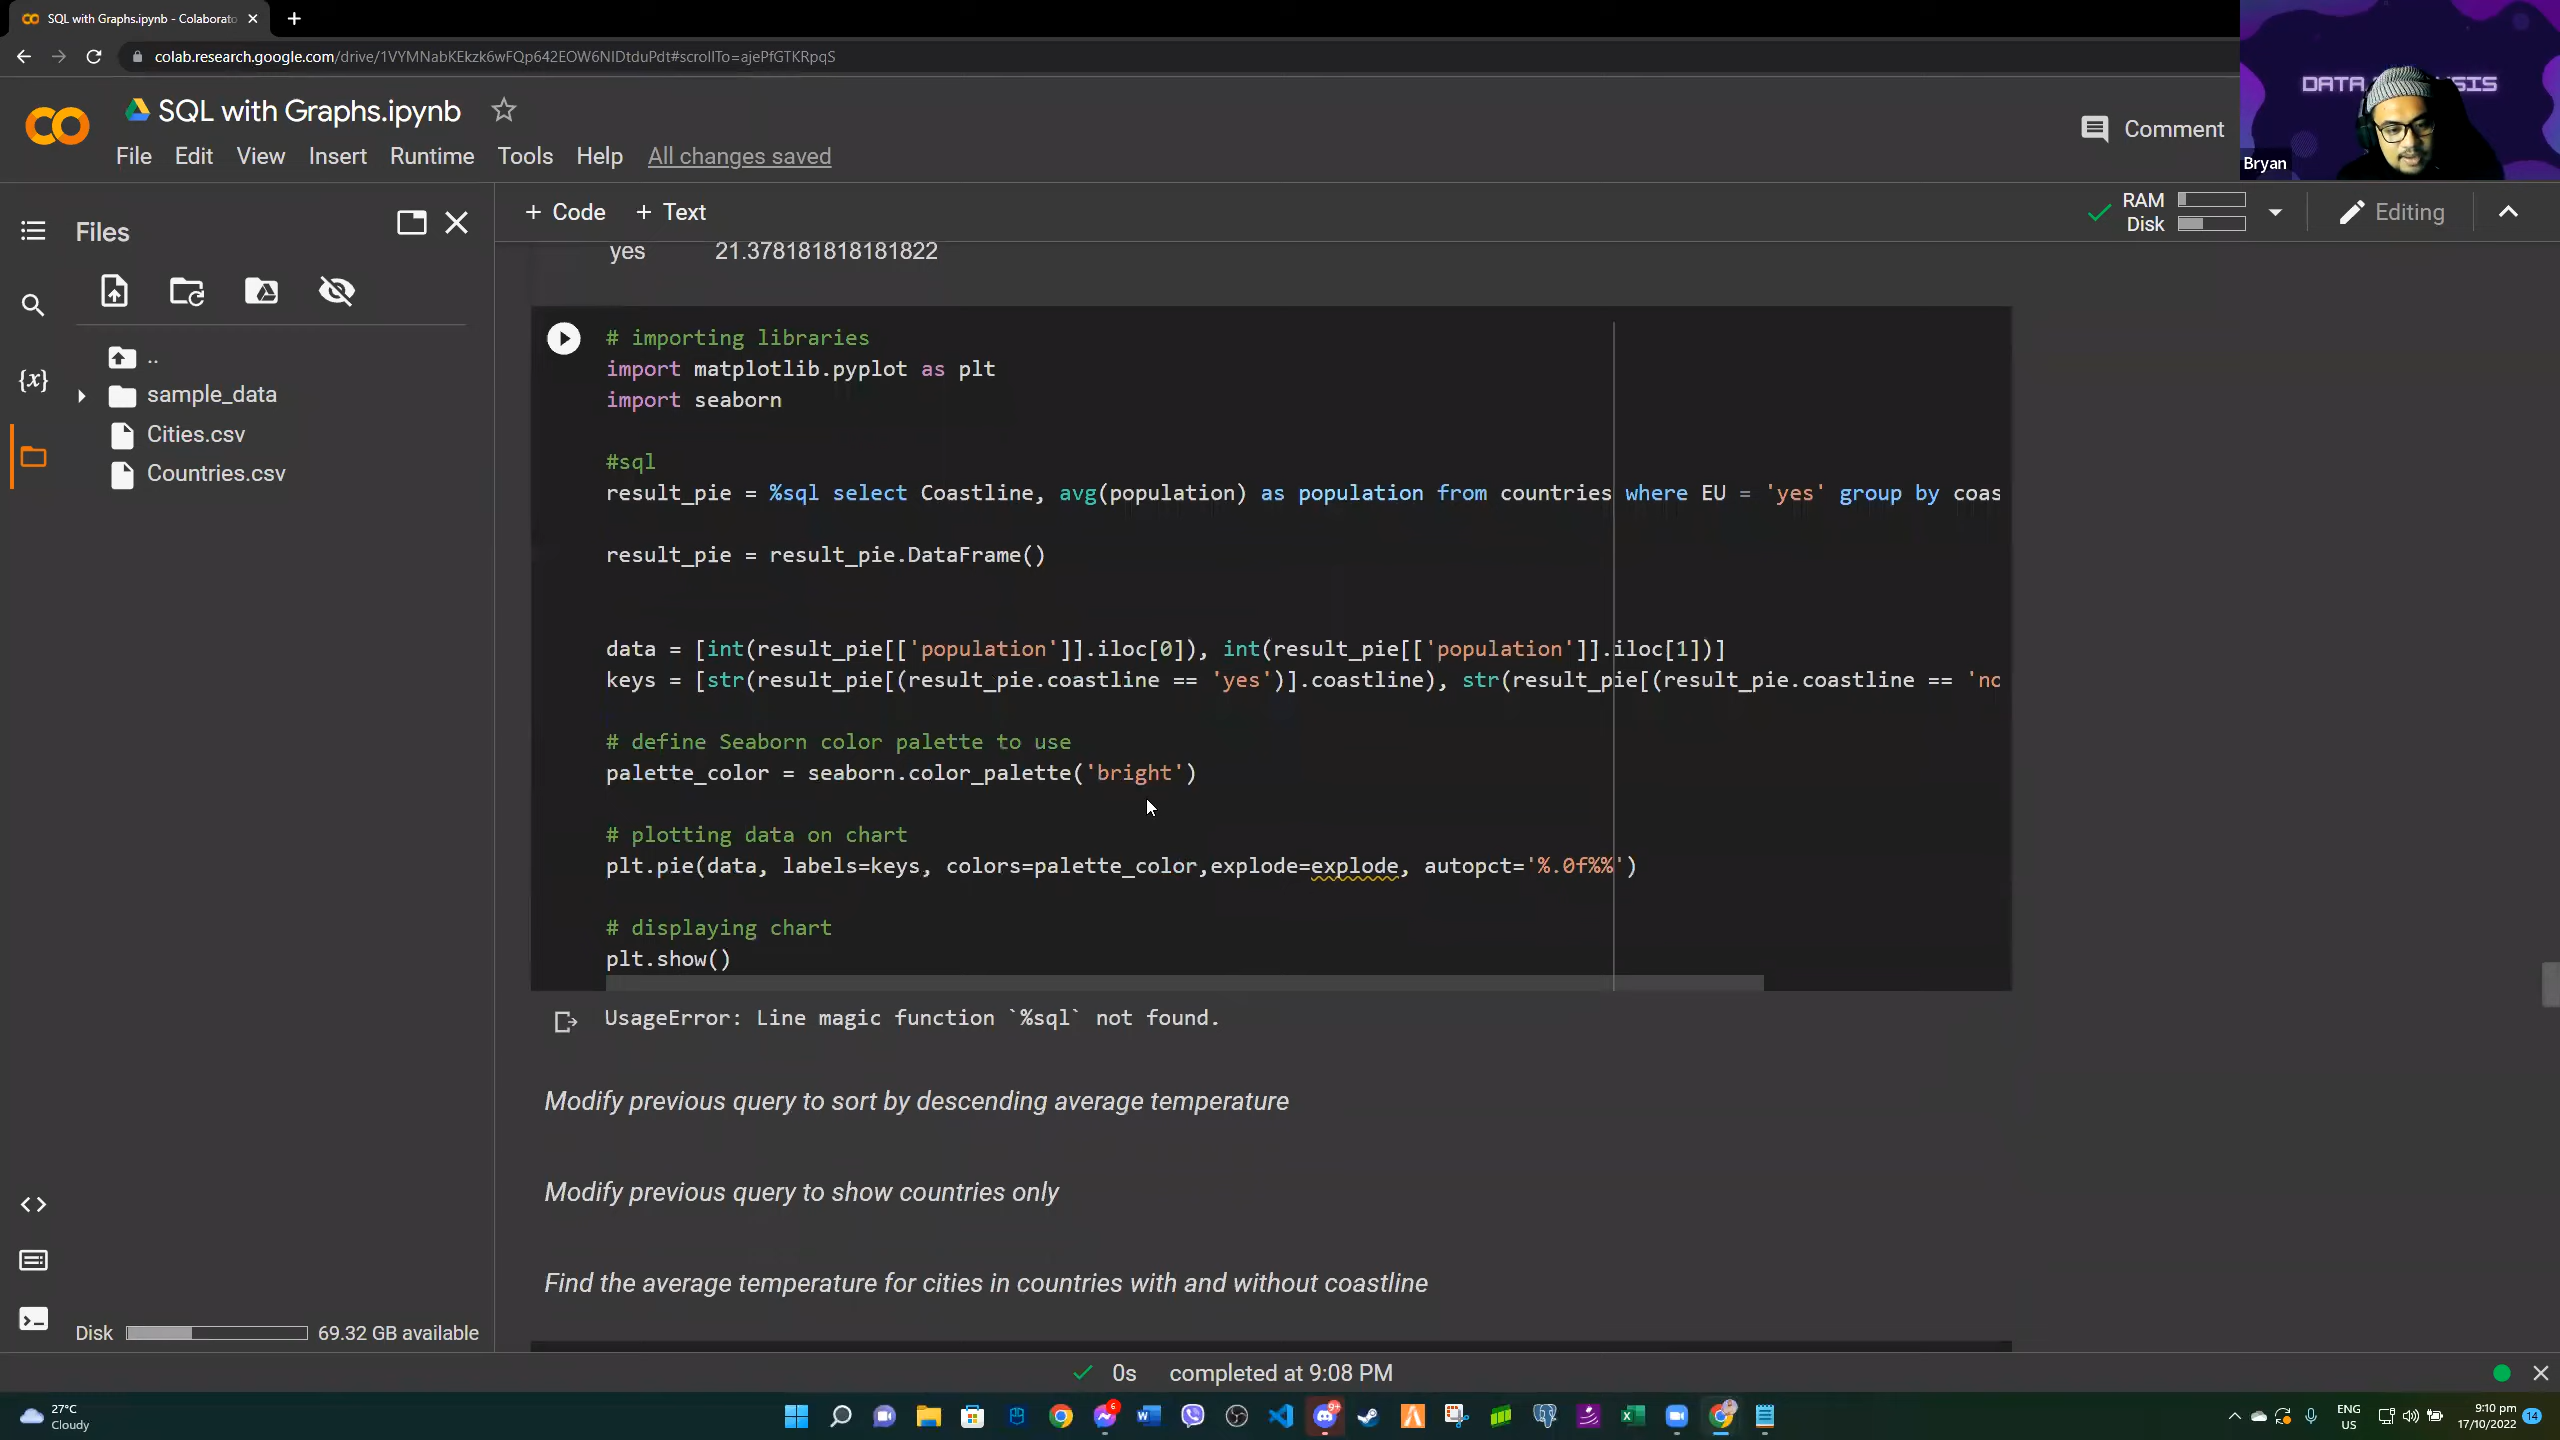 SQL with Graphs.ipynb - Colaborato
colab.research.google.com/drive/1VYMNabKEkzk6wFQp642EOW6NIDtduPdt#scrollTo=ajePfGTKRpqS
SQL with Graphs.ipynb
File Edit View Insert Runtime Tools Help All changes saved
Comment
Bryan
Files
+ Code + Text
RAM
Disk
Editing
..
sample_data
Cities.csv
Countries.csv
{x}
yes 21.378181818181822
# importing libraries
import matplotlib.pyplot as plt
import seaborn
#sql
result_pie = %sql select Coastline, avg(population) as population from countries where EU = 'yes' group by coas
result_pie = result_pie.DataFrame()
data = [int(result_pie[['population']].iloc[0]), int(result_pie[['population']].iloc[1])]
keys = [str(result_pie[(result_pie.coastline == 'yes')].coastline), str(result_pie[(result_pie.coastline == 'no
# define Seaborn color palette to use
palette_color = seaborn.color_palette('bright')
# plotting data on chart
plt.pie(data, labels=keys, colors=palette_color,explode=explode, autopct='%.0f%%')
# displaying chart
plt.show()
UsageError: Line magic function `%sql` not found.
Modify previous query to sort by descending average temperature
Modify previous query to show countries only
Find the average temperature for cities in countries with and without coastline
Disk 69.32 GB available
0s completed at 9:08 PM
27°C
Cloudy
ENG
US
9:10 pm
17/10/2022
14